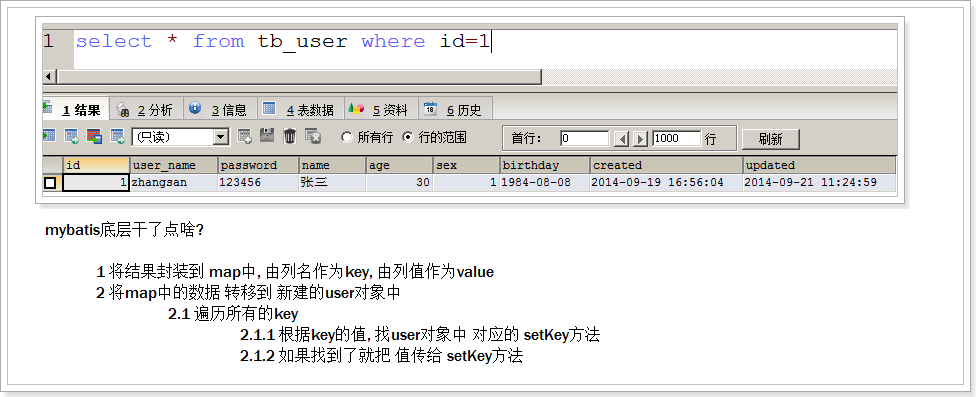 1 select * from tb_user where id=1
1 结果 2 分析 3 信息 4 表数据 5 资料 6 历史
(只读) 所有行 行的范围 首行: 0 1000 行 刷新
id user_name password name age sex birthday created updated
1 zhangsan 123456 张三 30 1 1984-08-08 2014-09-19 16:56:04 2014-09-21 11:24:59
mybatis底层干了点啥?
1 将结果封装到 map中, 由列名作为key, 由列值作为value
2 将map中的数据 转移到 新建的user对象中
2.1 遍历所有的key
2.1.1 根据key的值, 找user对象中 对应的 setKey方法
2.1.2 如果找到了就把 值传给 setKey方法